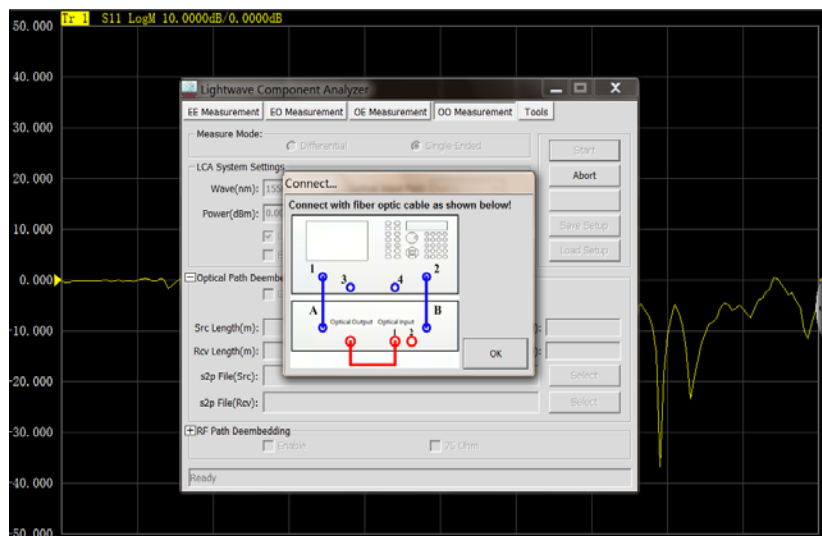 Tr 1 S11 LogM 10.0000dB/0.0000dB
50.000
40.000
30.000
20.000
10.000
0.000
-10.000
-20.000
-30.000
-40.000
-50.000
Lightwave Component Analyzer
EE Measurement EO Measurement OE Measurement OO Measurement Tools
Measure Mode:
Differential Single-Ended
Start
LCA System Settings
Abort
Wave(nm):
Power(dBm): 0.00
Save Setup
Load Setup
Connect...
Connect with fiber optic cable as shown below!
1 3 4 2
A B
Optical Output Optical Input
1 2
OK
Optical Path Deembe
Src Length(m):
Rcv Length(m):
s2p File(Src): Select
s2p File(Rcv): Select
RF Path Deembedding
Enable 75 Ohm
Ready